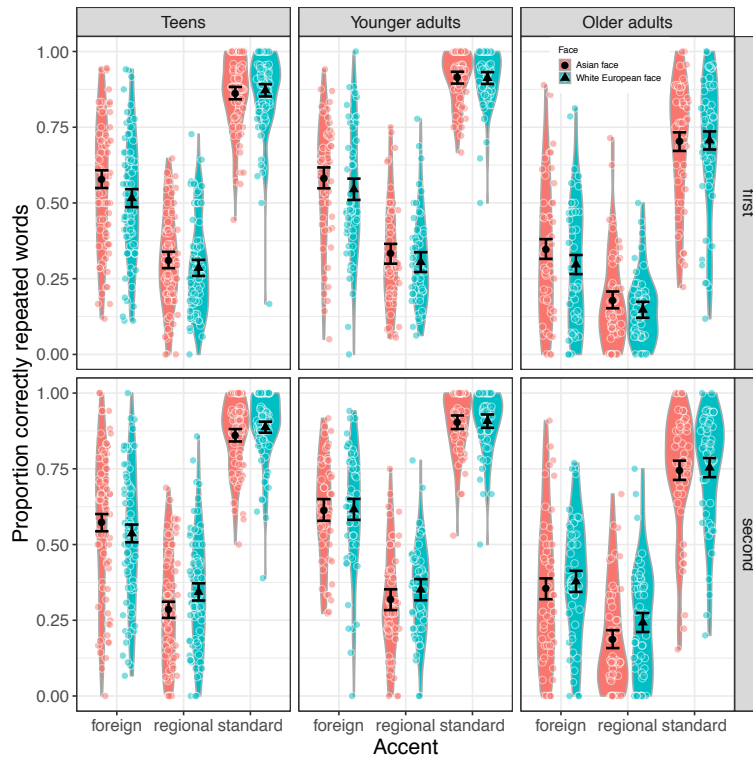 Teens
Younger adults
Older adults
Proportion correctly repeated words
1.00
0.75
0.50
0.25
0.00
Face
Asian face
White European face
first
1.00
0.75
0.50
0.25
0.00
second
foreign regional standard
foreign regional standard
foreign regional standard
Accent